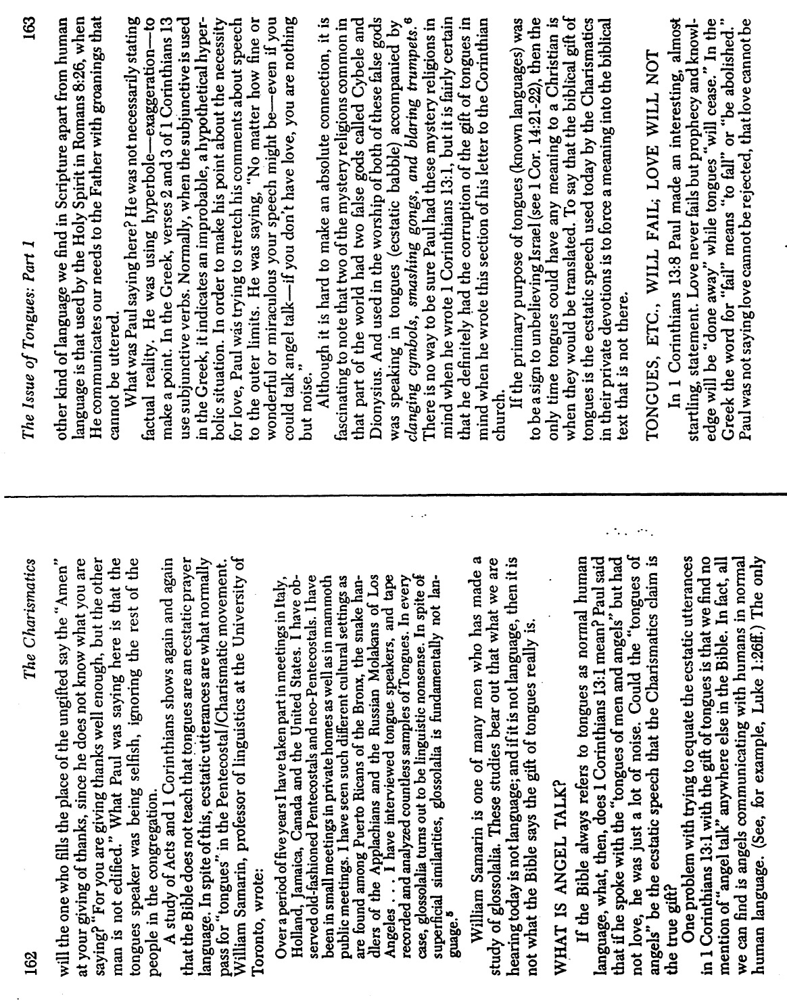 162
The Charismatics
will the one who fills the place of the ungifted say the “Amen”
at your giving of thanks, since he does not know what you are
saying? “For you are giving thanks well enough, but the other
man is not edified.” What Paul was saying here is that the
tongues speaker was being selfish, ignoring the rest of the
people in the congregation.
A study of Acts and 1 Corinthians shows again and again
that the Bible does not teach that tongues are an ecstatic prayer
language. In spite of this, ecstatic utterances are what normally
pass for “tongues” in the Pentecostal/Charismatic movement.
William Samarin, professor of linguistics at the University of
Toronto, wrote:
Over a period of five years I have taken part in meetings in Italy,
Holland, Jamaica, Canada and the United States. I have ob-
served old-fashioned Pentecostals and neo-Pentecostals. I have
been in small meetings in private homes as well as in mammoth
public meetings. I have seen such different cultural settings as
are found among Puerto Ricans of the Bronx, the snake han-
dlers of the Applachians and the Russian Molakans of Los
Angeles . . . I have interviewed tongue speakers, and tape
recorded and analyzed countless samples of Tongues. In every
case, glossolalia turns out to be linguistic nonsense. In spite of
superficial similarities, glossolalia is fundamentally not lan-
guage.⁵
William Samarin is one of many men who has made a
study of glossolalia. These studies bear out that what we are
hearing today is not language; and if it is not language, then it is
not what the Bible says the gift of tongues really is.
WHAT IS ANGEL TALK?
If the Bible always refers to tongues as normal human
language, what, then, does 1 Corinthians 13:1 mean? Paul said
that if he spoke with the “tongues of men and angels” but had
not love, he was just a lot of noise. Could the “tongues of
angels” be the ecstatic speech that the Charismatics claim is
the true gift?
One problem with trying to equate the ecstatic utterances
in 1 Corinthians 13:1 with the gift of tongues is that we find no
mention of “angel talk” anywhere else in the Bible. In fact, all
we can find is angels communicating with humans in normal
human language. (See, for example, Luke 1:26ff.) The only
The Issue of Tongues: Part 1
163
other kind of language we find in Scripture apart from human
language is that used by the Holy Spirit in Romans 8:26, when
He communicates our needs to the Father with groanings that
cannot be uttered.
What was Paul saying here? He was not necessarily stating
factual reality. He was using hyperbole—exaggeration—to
make a point. In the Greek, verses 2 and 3 of 1 Corinthians 13
use subjunctive verbs. Normally, when the subjunctive is used
in the Greek, it indicates an improbable, a hypothetical hyper-
bolic situation. In order to make his point about the necessity
for love, Paul was trying to stretch his comments about speech
to the outer limits. He was saying, “No matter how fine or
wonderful or miraculous your speech might be—even if you
could talk angel talk—if you don’t have love, you are nothing
but noise.”
Although it is hard to make an absolute connection, it is
fascinating to note that two of the mystery religions common in
that part of the world had two false gods called Cybele and
Dionysius. And used in the worship of both of these false gods
was speaking in tongues (ecstatic babble) accompanied by
clanging cymbols, smashing gongs, and blaring trumpets.⁶
There is no way to be sure Paul had these mystery religions in
mind when he wrote 1 Corinthians 13:1, but it is fairly certain
that he definitely had the corruption of the gift of tongues in
mind when he wrote this section of his letter to the Corinthian
church.
If the primary purpose of tongues (known languages) was
to be a sign to unbelieving Israel (see 1 Cor. 14:21-22), then the
only time tongues could have any meaning to a Christian is
when they would be translated. To say that the biblical gift of
tongues is the ecstatic speech used today by the Charismatics
in their private devotions is to force a meaning into the biblical
text that is not there.
TONGUES, ETC., WILL FAIL; LOVE WILL NOT
In 1 Corinthians 13:8 Paul made an interesting, almost
startling, statement. Love never fails but prophecy and knowl-
edge will be “done away” while tongues “will cease.” In the
Greek the word for “fail” means “to fall” or “be abolished.”
Paul was not saying love cannot be rejected, that love cannot be